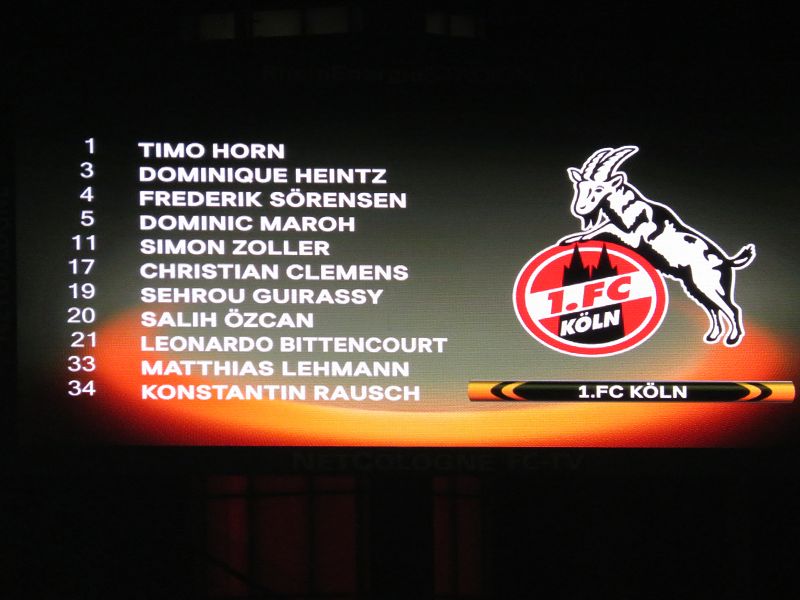 RheinEnergieSTADION
1 TIMO HORN
3 DOMINIQUE HEINTZ
4 FREDERIK SÖRENSEN
5 DOMINIC MAROH
11 SIMON ZOLLER
17 CHRISTIAN CLEMENS
19 SEHROU GUIRASSY
20 SALIH ÖZCAN
21 LEONARDO BITTENCOURT
33 MATTHIAS LEHMANN
34 KONSTANTIN RAUSCH
1.FC
KÖLN
1.FC KÖLN
NETCOLOGNE FC-TV